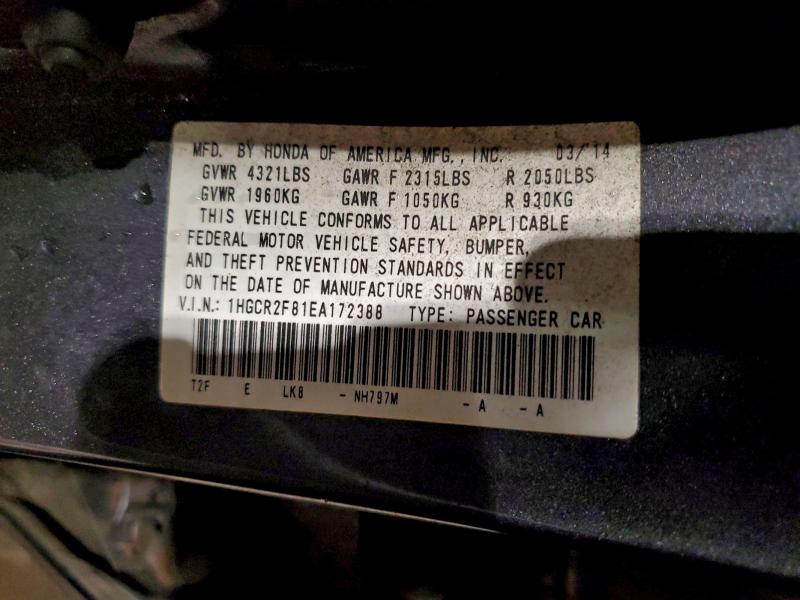 MFD. BY HONDA OF AMERICA MFG., INC. 03/'14
GVWR 4321LBS GAWR F 2315LBS R 2050LBS
GVWR 1960KG GAWR F 1050KG R 930KG
THIS VEHICLE CONFORMS TO ALL APPLICABLE
FEDERAL MOTOR VEHICLE SAFETY, BUMPER,
AND THEFT PREVENTION STANDARDS IN EFFECT
ON THE DATE OF MANUFACTURE SHOWN ABOVE.
V.I.N.: 1HGCR2F81EA172388 TYPE: PASSENGER CAR
T2F E LK8 - NH797M - A - A